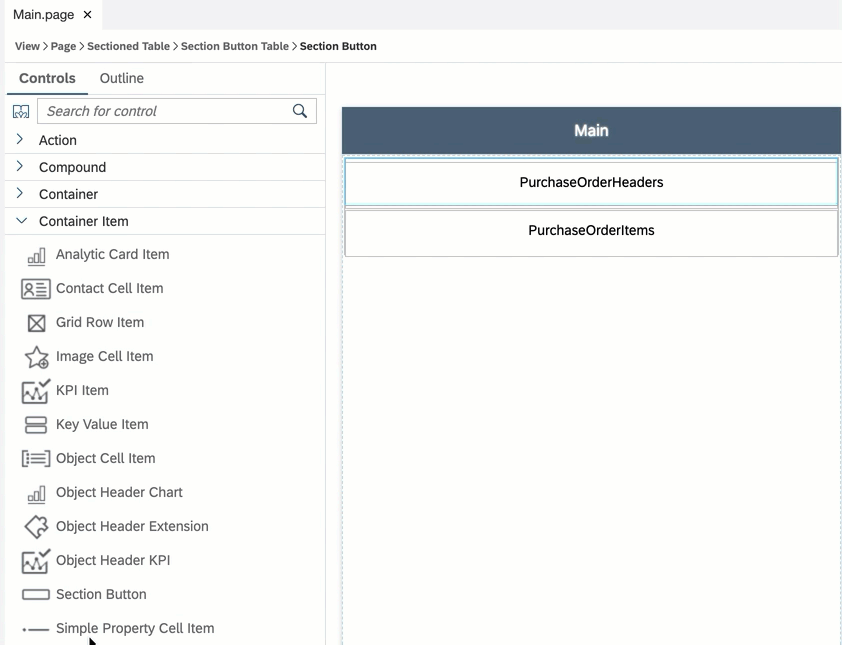 Main.page ×
View > Page > Sectioned Table > Section Button Table > Section Button
Controls Outline
Search for control
Action
Compound
Container
Container Item
Analytic Card Item
Contact Cell Item
Grid Row Item
Image Cell Item
KPI Item
Key Value Item
Object Cell Item
Object Header Chart
Object Header Extension
Object Header KPI
Section Button
Simple Property Cell Item
Main
PurchaseOrderHeaders
PurchaseOrderItems